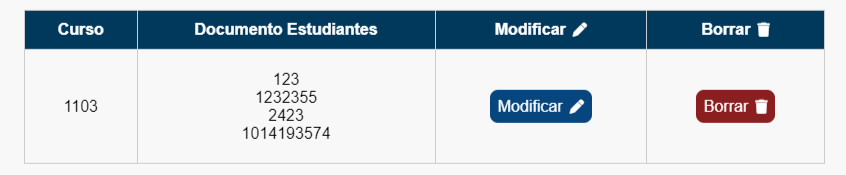 Curso Documento Estudiantes Modificar Borrar
123
1232355
1103 Modificar Borrar
2423
1014193574